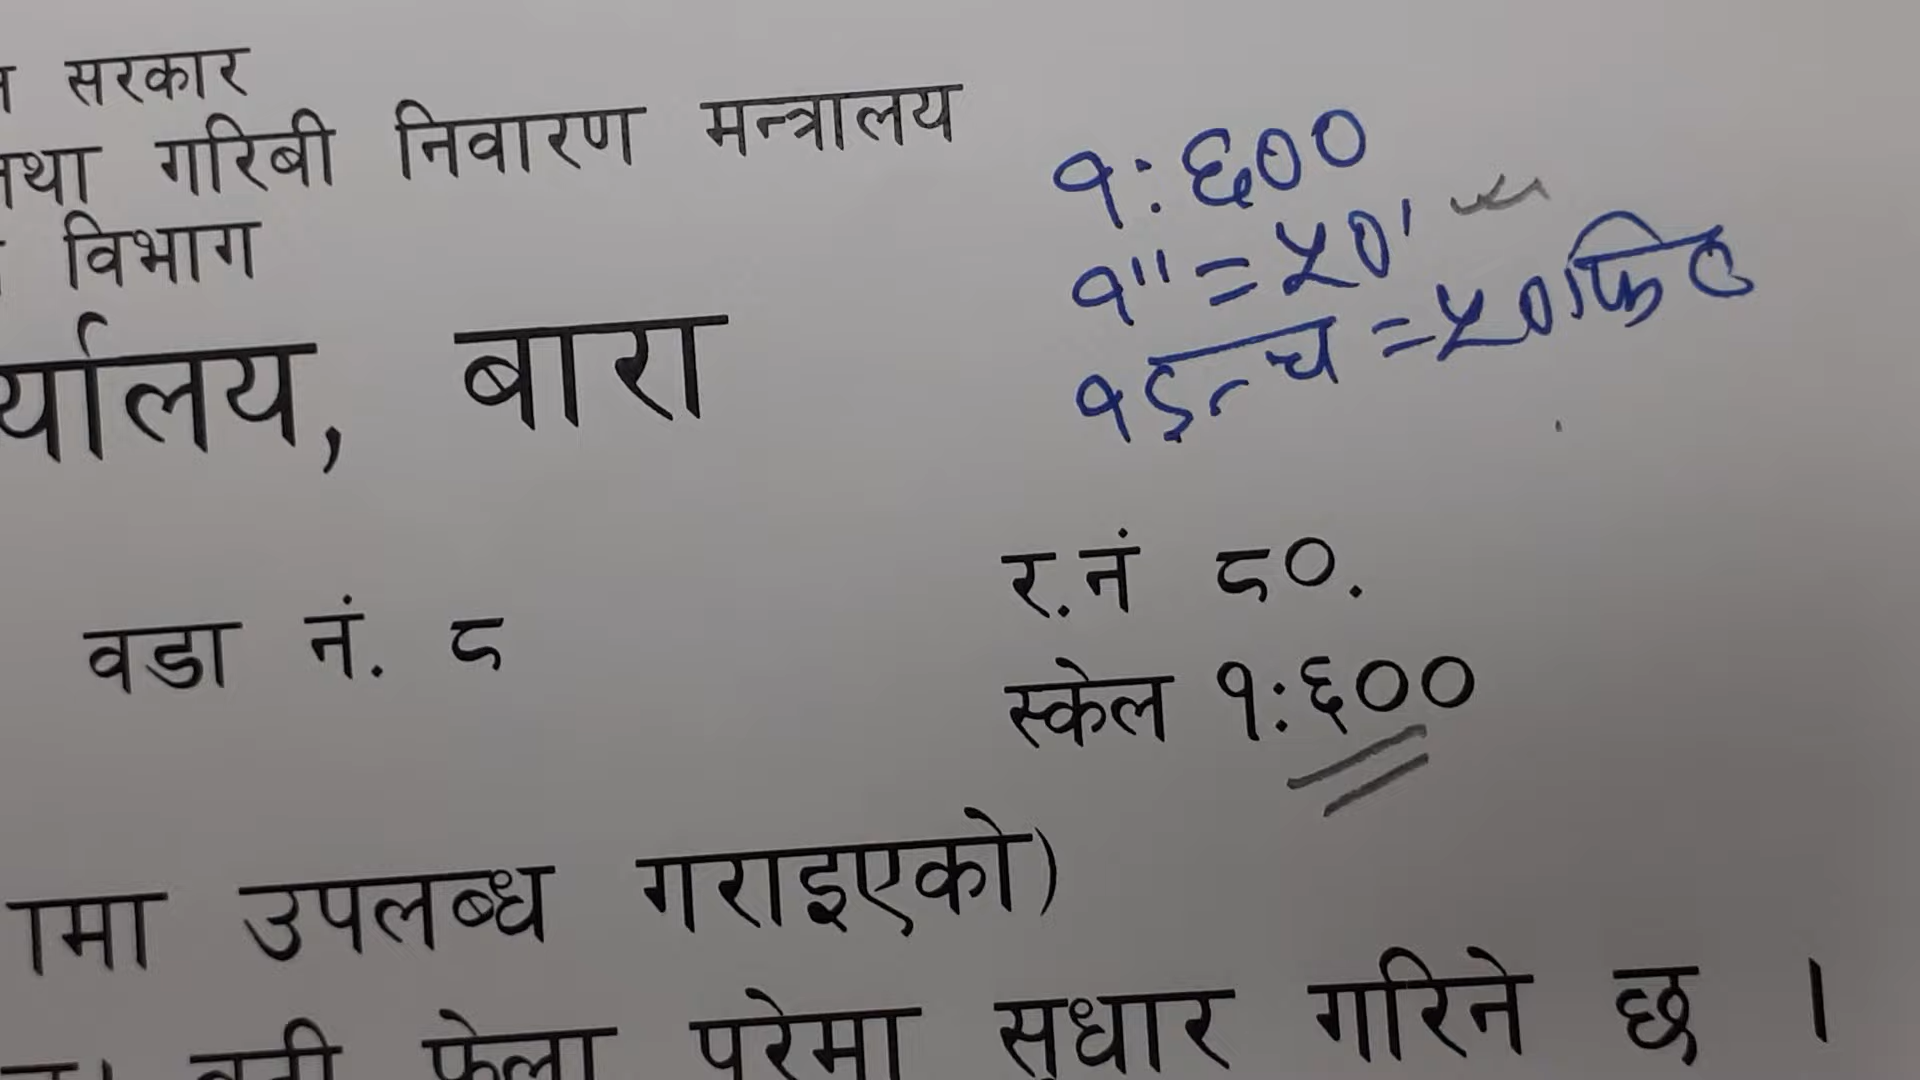 सरकार
तथा गरिबी निवारण मन्त्रालय
विभाग
र्यालय, बारा
१:६००
१"=५०'
१इन्च=५०फिट
वडा नं. ८
र.नं ८०.
स्केल १:६००
ामा उपलब्ध गराइएको)
फेला परेमा सुधार गरिने छ ।